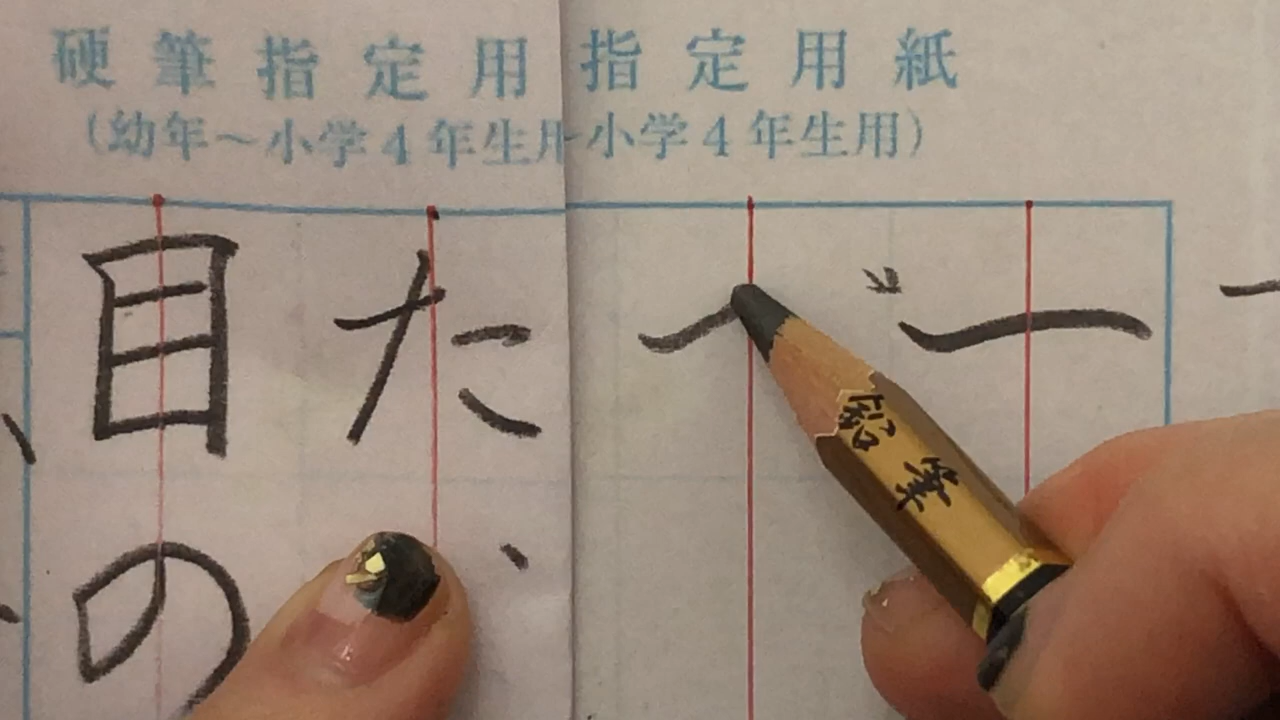 硬筆指定用
指定用紙
(幼年～小学4年生用
小学4年生用)
一
た
目の
鉛筆